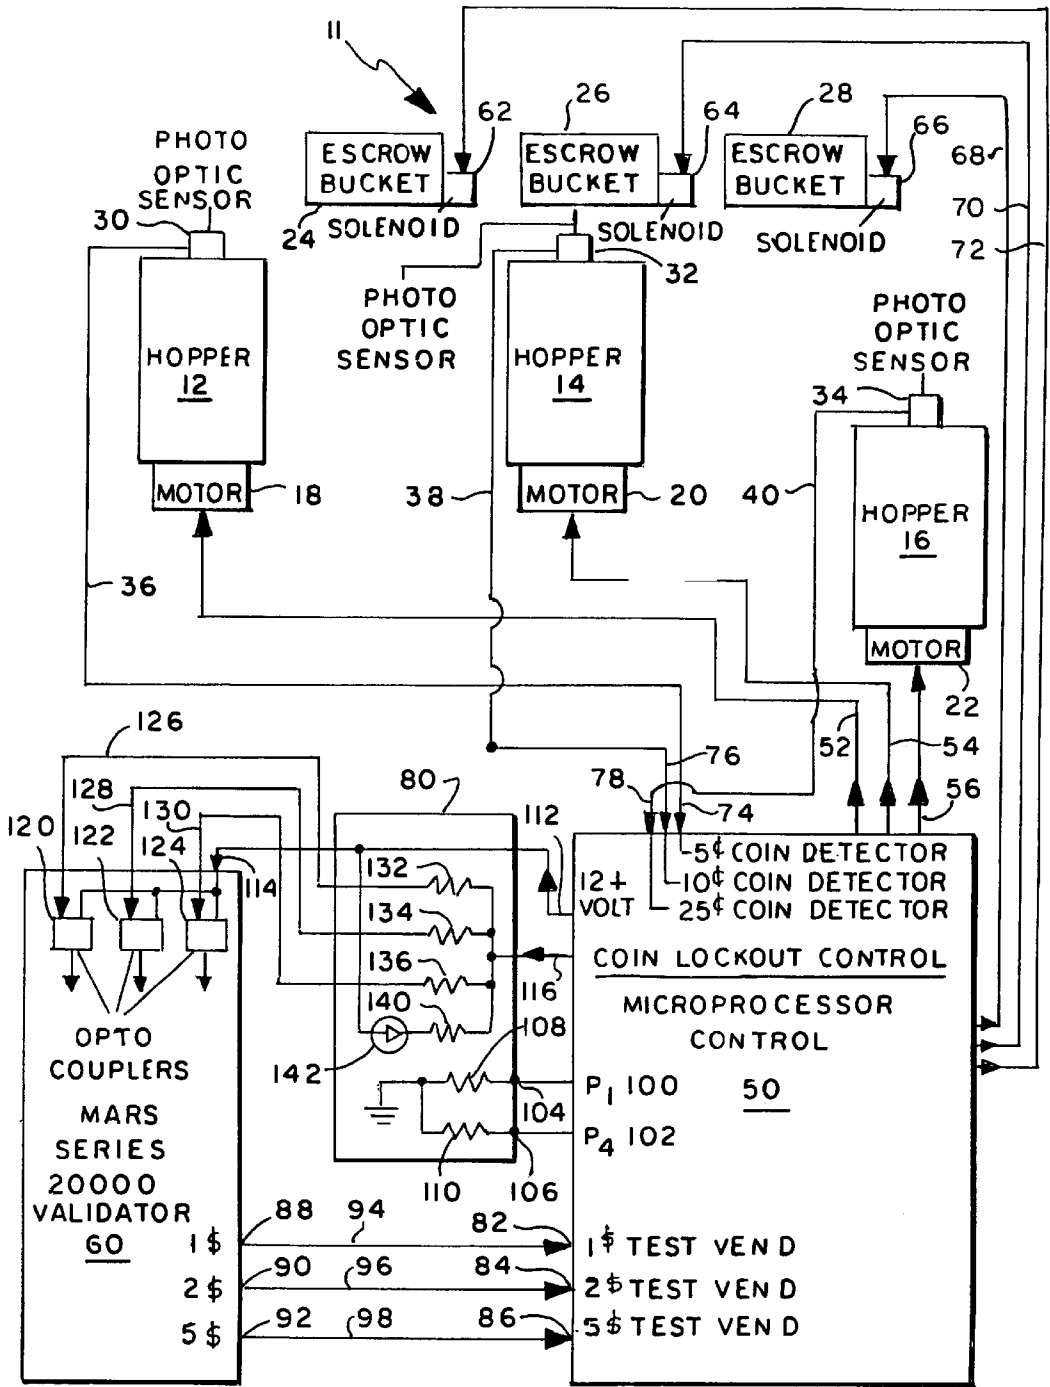 11
PHOTO
OPTIC
SENSOR
30
62
26
64
28
66
68
70
72
ESCROW
BUCKET
24
SOLENOID
ESCROW
BUCKET
SOLENOID
ESCROW
BUCKET
SOLENOID
32
PHOTO
OPTIC
SENSOR
PHOTO
OPTIC
SENSOR
34
HOPPER
12
HOPPER
14
HOPPER
16
MOTOR
18
38
MOTOR
20
40
MOTOR
22
36
126
128
130
120
122
124
114
80
112
78
76
74
52
54
56
132
134
136
140
142
108
104
110
106
116
12+
VOLT
5¢ COIN DETECTOR
10¢ COIN DETECTOR
25¢ COIN DETECTOR
COIN LOCKOUT CONTROL
MICROPROCESSOR
CONTROL
50
P1 100
P4 102
OPTO
COUPLERS
MARS
SERIES
20000
VALIDATOR
60
1$ 88 94 82 1$ TEST VEND
2$ 90 96 84 2$ TEST VEND
5$ 92 98 86 5$ TEST VEND